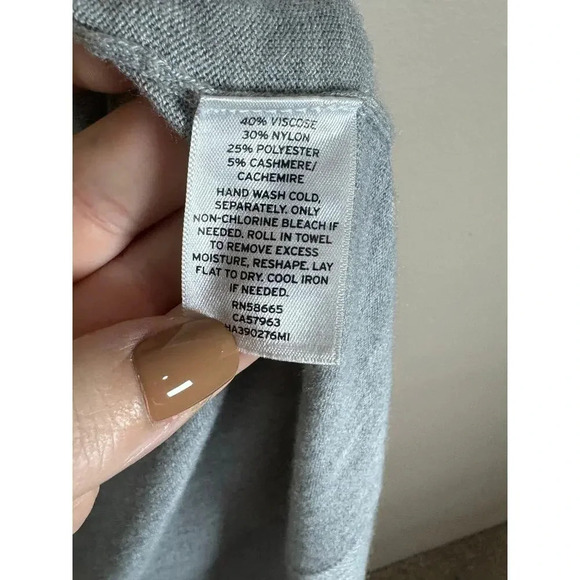 40% VISCOSE
30% NYLON
25% POLYESTER
5% CASHMERE/
CACHEMIRE
HAND WASH COLD,
SEPARATELY. ONLY
NON-CHLORINE BLEACH IF
NEEDED. ROLL IN TOWEL
TO REMOVE EXCESS
MOISTURE, RESHAPE. LAY
FLAT TO DRY. COOL IRON
IF NEEDED.
RN58665
CA57963
HA390276MI